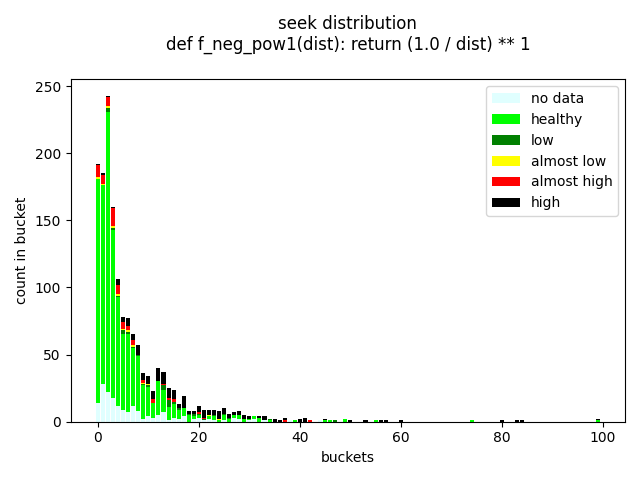 seek distribution
def f_neg_pow1(dist): return (1.0 / dist) ** 1
250
200
150
100
50
0
count in bucket
no data
healthy
low
almost low
almost high
high
0
20
40
60
80
100
buckets